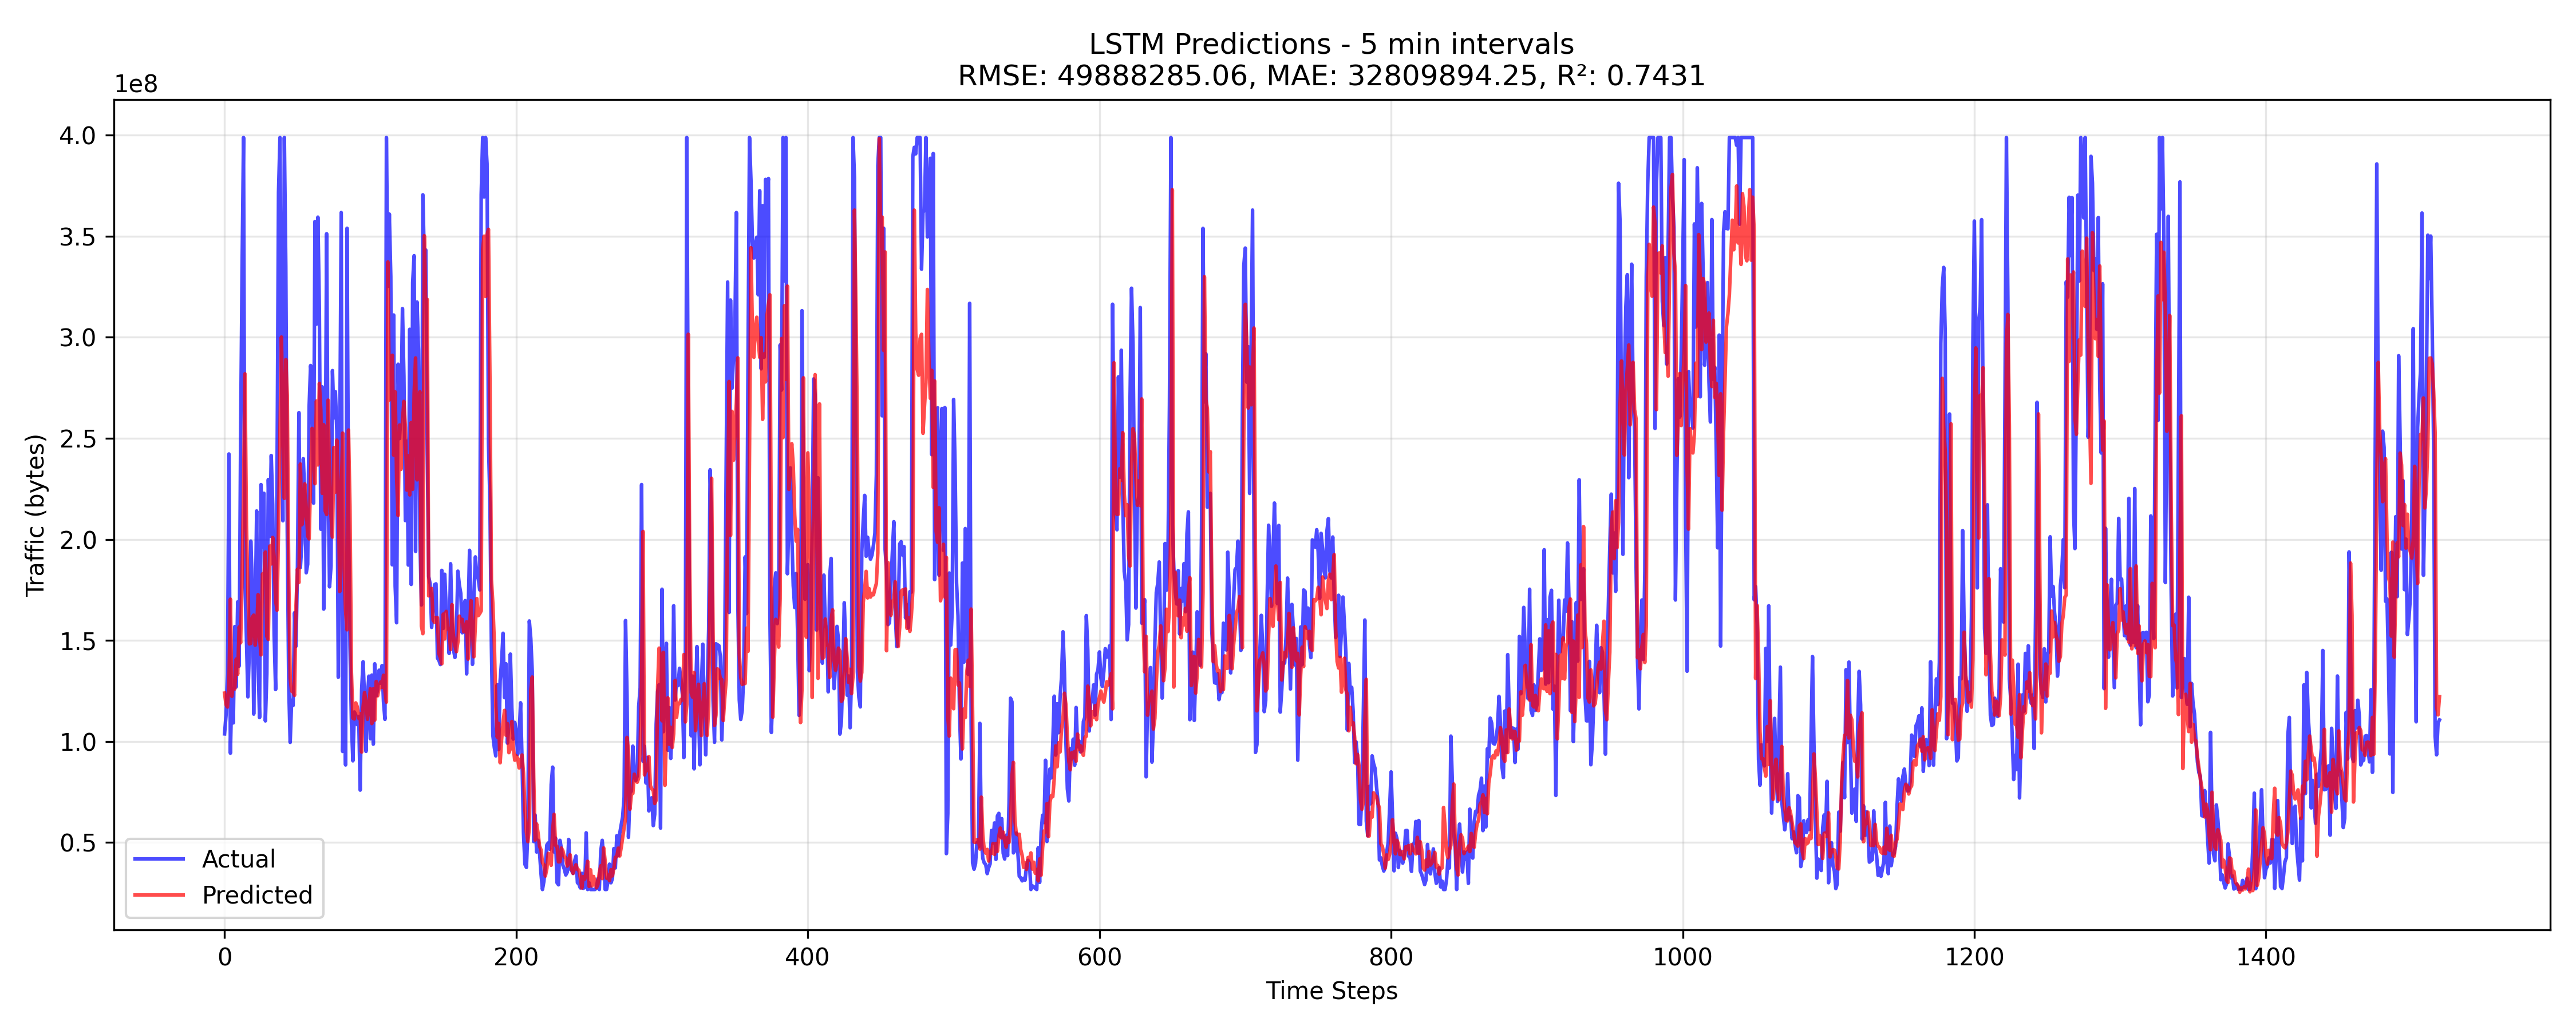 LSTM Predictions - 5 min intervals
RMSE: 49888285.06, MAE: 32809894.25, R²: 0.7431
1e8
4.0
3.5
3.0
2.5
2.0
1.5
1.0
0.5
Traffic (bytes)
Actual
Predicted
0 200 400 600 800 1000 1200 1400
Time Steps